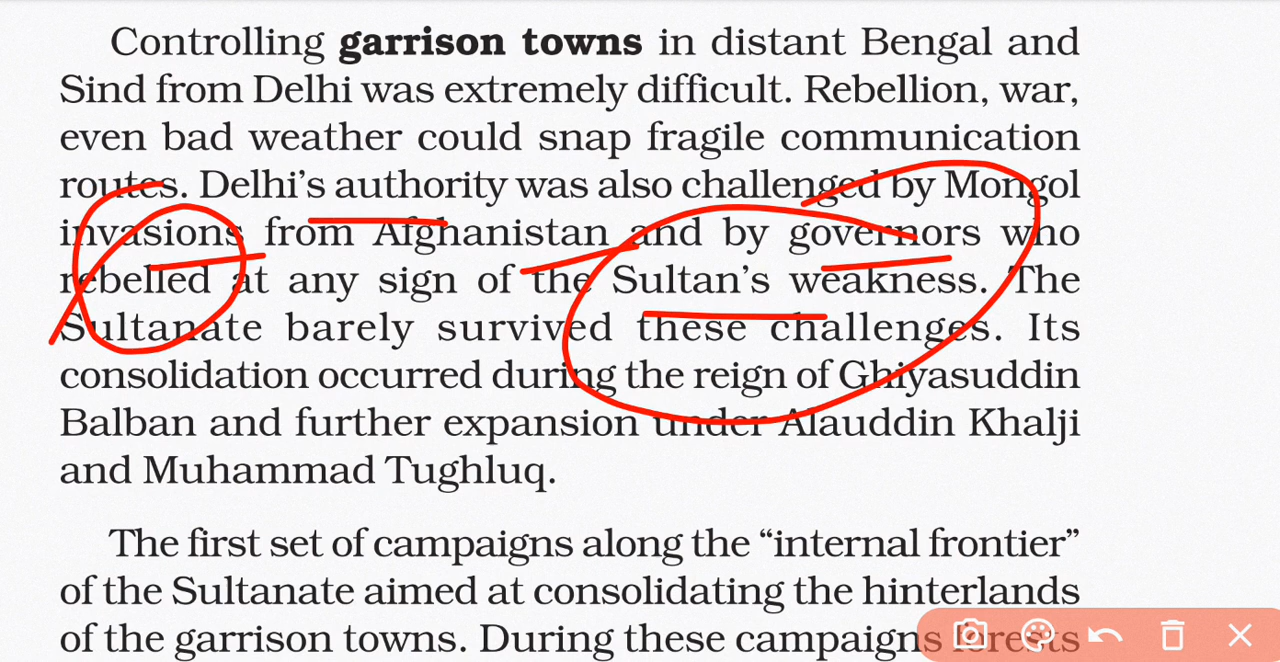 Controlling garrison towns in distant Bengal and
Sind from Delhi was extremely difficult. Rebellion, war,
even bad weather could snap fragile communication
routes. Delhi’s authority was also challenged by Mongol
invasions from Afghanistan and by governors who
rebelled at any sign of the Sultan’s weakness. The
Sultanate barely survived these challenges. Its
consolidation occurred during the reign of Ghiyasuddin
Balban and further expansion under Alauddin Khalji
and Muhammad Tughluq.
The first set of campaigns along the “internal frontier”
of the Sultanate aimed at consolidating the hinterlands
of the garrison towns. During these campaigns forests